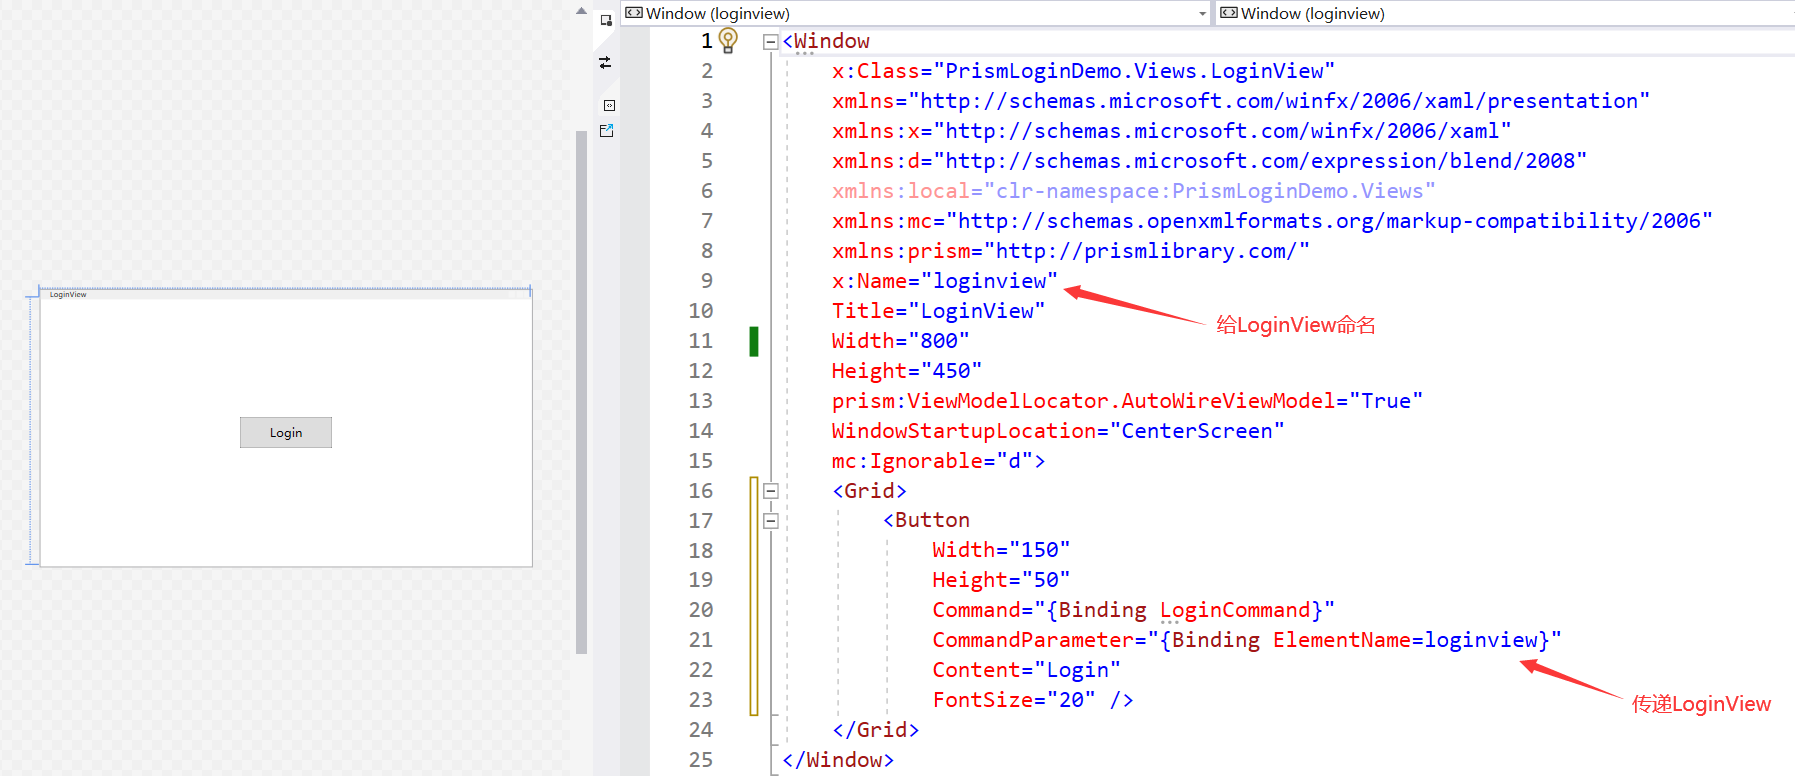 Window (loginview)
Window (loginview)
LoginView
Login
1 <Window
2 x:Class="PrismLoginDemo.Views.LoginView"
3 xmlns="http://schemas.microsoft.com/winfx/2006/xaml/presentation"
4 xmlns:x="http://schemas.microsoft.com/winfx/2006/xaml"
5 xmlns:d="http://schemas.microsoft.com/expression/blend/2008"
6 xmlns:local="clr-namespace:PrismLoginDemo.Views"
7 xmlns:mc="http://schemas.openxmlformats.org/markup-compatibility/2006"
8 xmlns:prism="http://prismlibrary.com/"
9 x:Name="loginview"
给LoginView命名
10 Title="LoginView"
11 Width="800"
12 Height="450"
13 prism:ViewModelLocator.AutoWireViewModel="True"
14 WindowStartupLocation="CenterScreen"
15 mc:Ignorable="d">
16 <Grid>
17 <Button
18 Width="150"
19 Height="50"
20 Command="{Binding LoginCommand}"
21 CommandParameter="{Binding ElementName=loginview}"
22 Content="Login"
23 FontSize="20" />
传递LoginView
24 </Grid>
25 </Window>